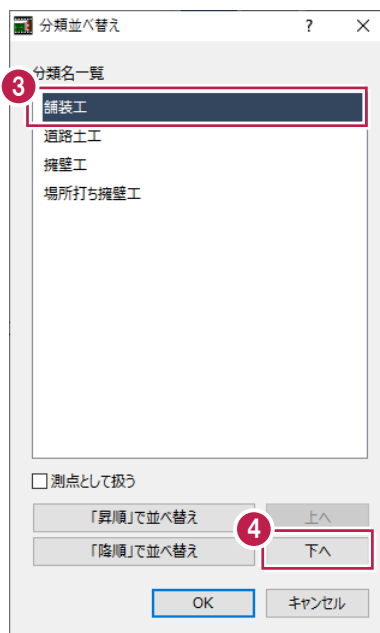 分類並べ替え ? ×
分類名一覧
3
舗装工
道路土工
擁壁工
場所打ち擁壁工
測点として扱う
「昇順」で並べ替え 上へ
4
「降順」で並べ替え 下へ
OK キャンセル